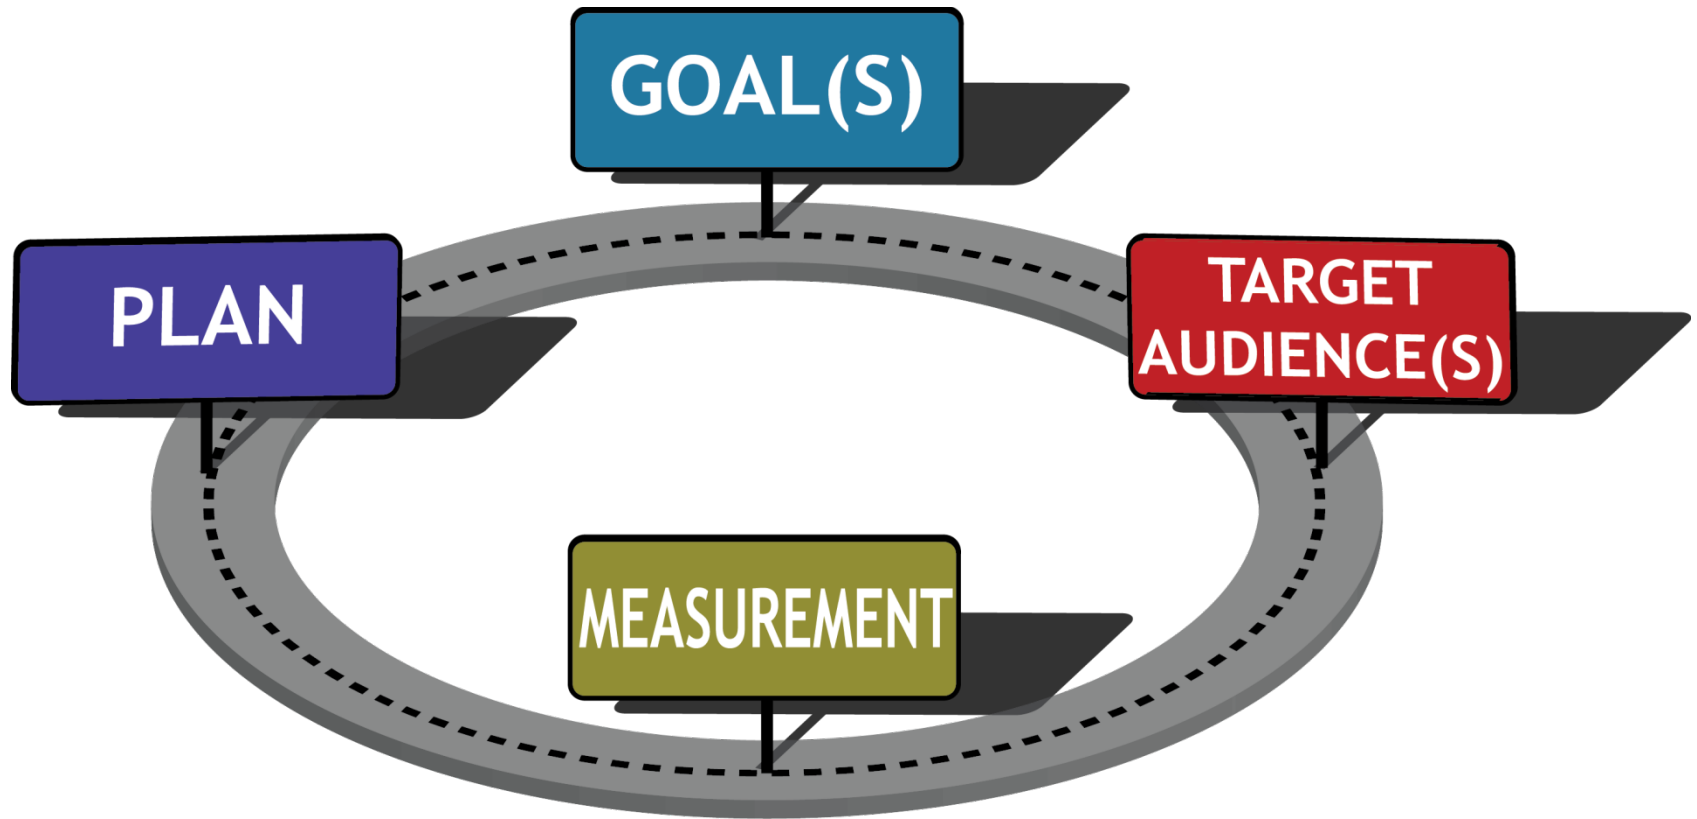 GOAL(S)
PLAN
TARGET
AUDIENCE(S)
MEASUREMENT